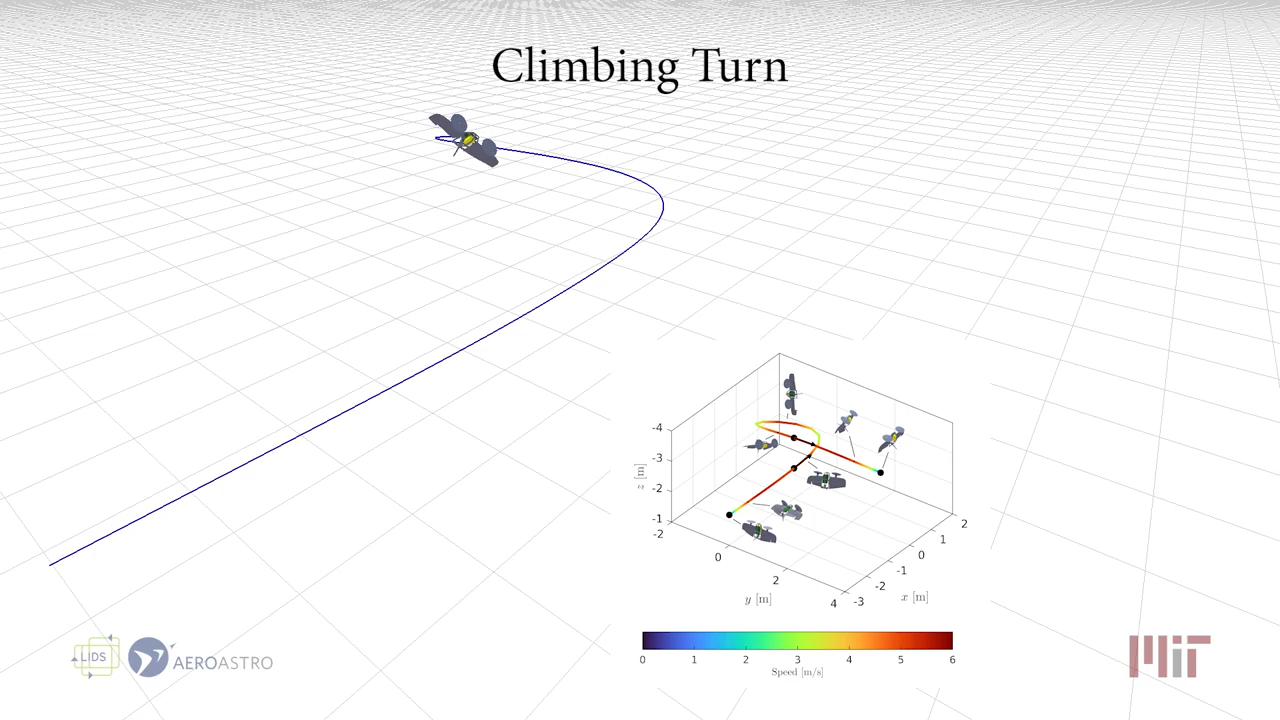 Climbing Turn
-4
-3
-2
-1
z [m]
-2
0
2
4
y [m]
-3
-2
-1
0
1
2
x [m]
0 1 2 3 4 5 6
Speed [m/s]
LIDS
AEROASTRO
MIT